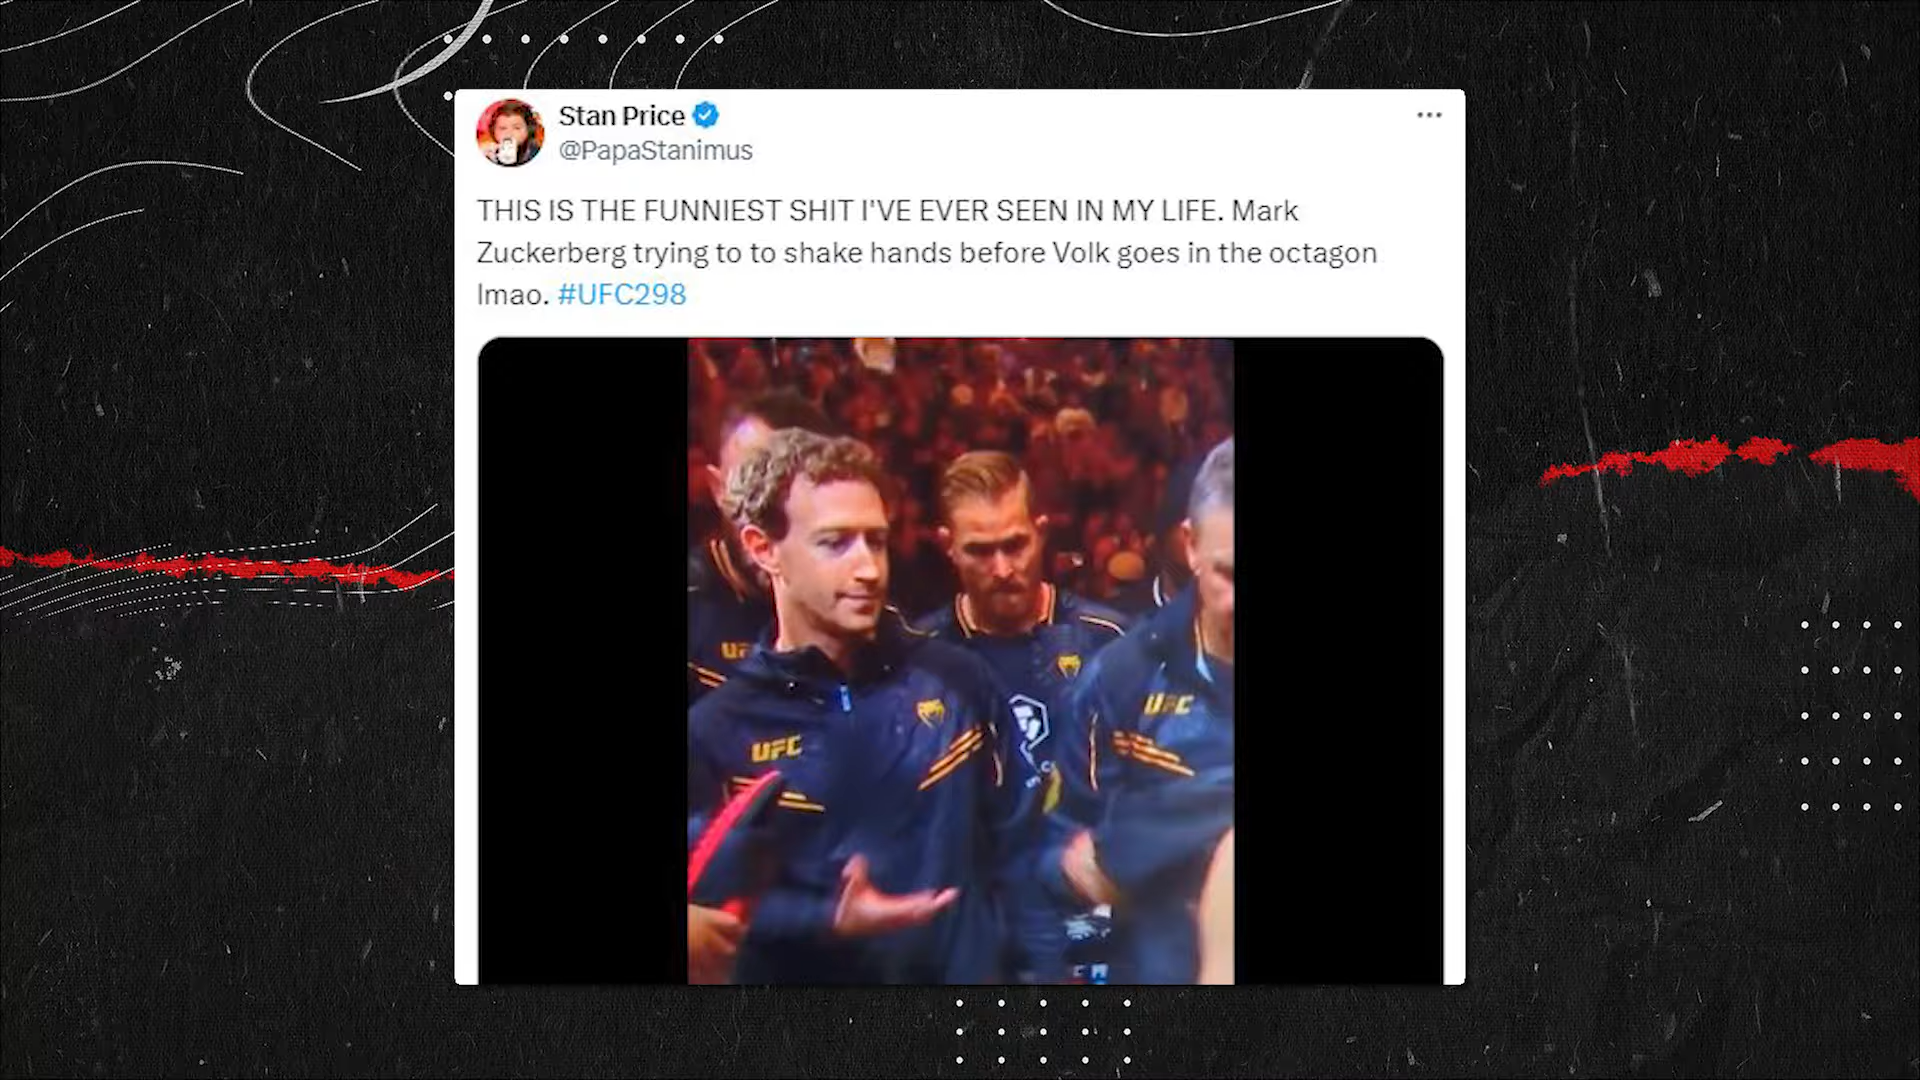 Stan Price
@PapaStanimus
THIS IS THE FUNNIEST SHIT I'VE EVER SEEN IN MY LIFE. Mark
Zuckerberg trying to to shake hands before Volk goes in the octagon
lmao. #UFC298
UFC
UFC